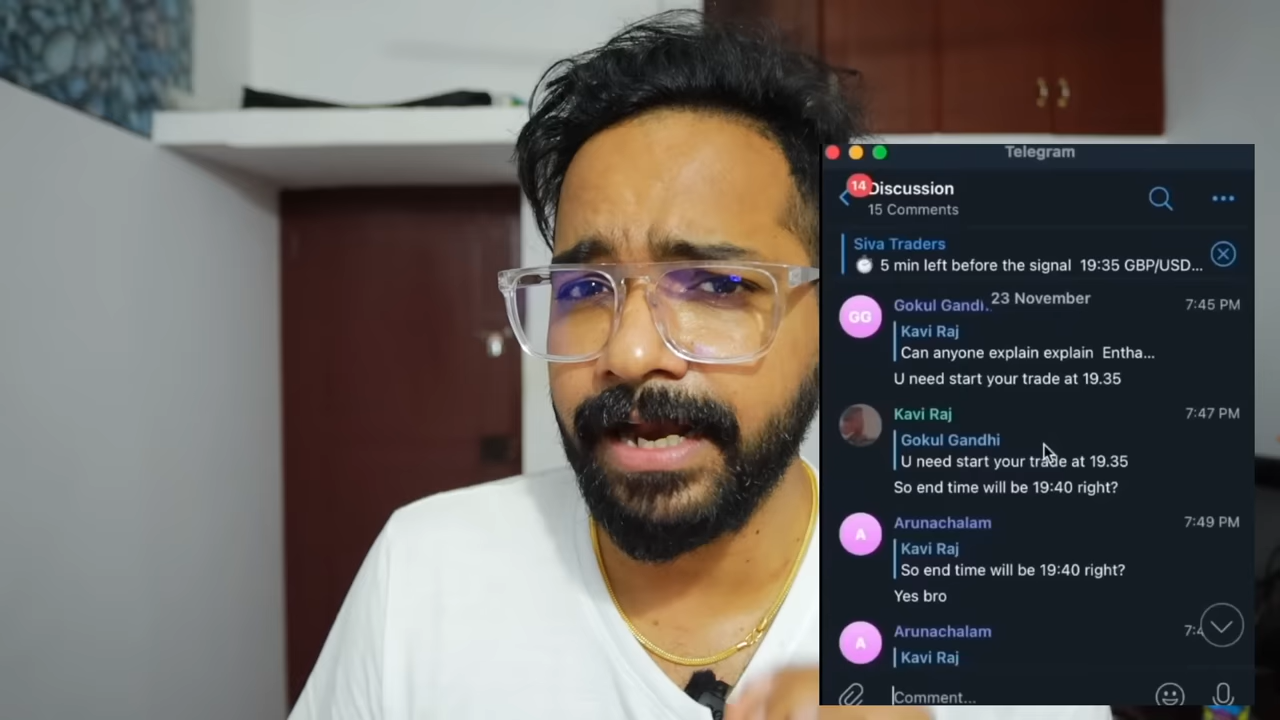 Telegram
14
Discussion
15 Comments
Siva Traders
5 min left before the signal 19:35 GBP/USD...
23 November
Gokul Gandi.. 7:45 PM
GG
Kavi Raj
Can anyone explain explain Entha...
U need start your trade at 19.35
Kavi Raj 7:47 PM
Gokul Gandhi
U need start your trade at 19.35
So end time will be 19:40 right?
Arunachalam 7:49 PM
A
Kavi Raj
So end time will be 19:40 right?
Yes bro
Arunachalam
A
Kavi Raj
Comment...